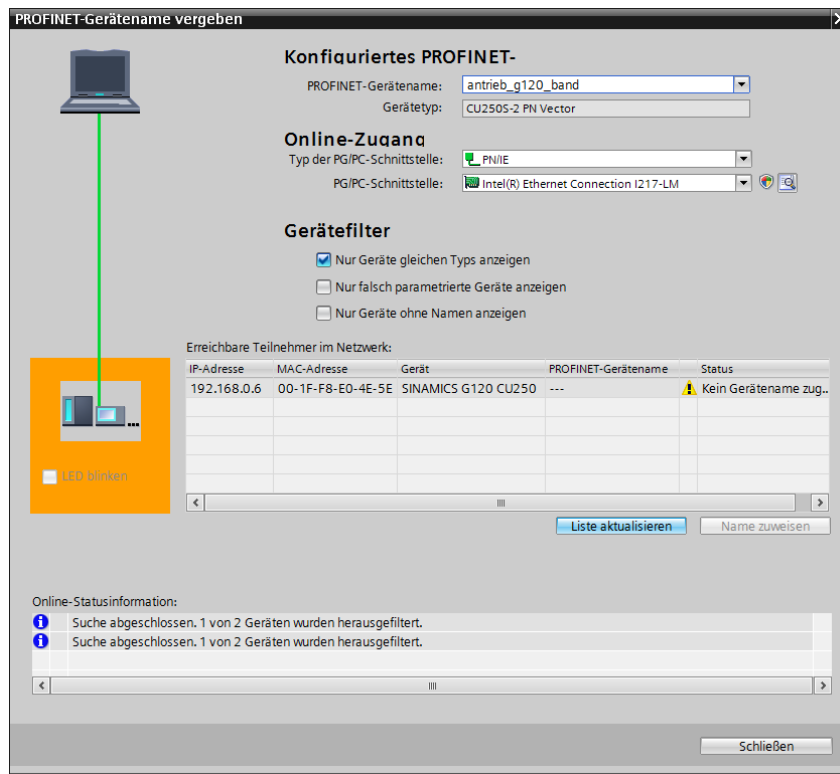 PROFINET-Gerätename vergeben
Konfiguriertes PROFINET-
PROFINET-Gerätename: antrieb_g120_band
Gerätetyp: CU250S-2 PN Vector
Online-Zugang
Typ der PG/PC-Schnittstelle: PN/IE
PG/PC-Schnittstelle: Intel(R) Ethernet Connection I217-LM
Gerätefilter
Nur Geräte gleichen Typs anzeigen
Nur falsch parametrierte Geräte anzeigen
Nur Geräte ohne Namen anzeigen
Erreichbare Teilnehmer im Netzwerk:
IP-Adresse MAC-Adresse Gerät PROFINET-Gerätename Status
192.168.0.6 00-1F-F8-E0-4E-5E SINAMICS G120 CU250 --- Kein Gerätename zug..
LED blinken
Liste aktualisieren Name zuweisen
Online-Statusinformation:
Suche abgeschlossen. 1 von 2 Geräten wurden herausgefiltert.
Suche abgeschlossen. 1 von 2 Geräten wurden herausgefiltert.
Schließen